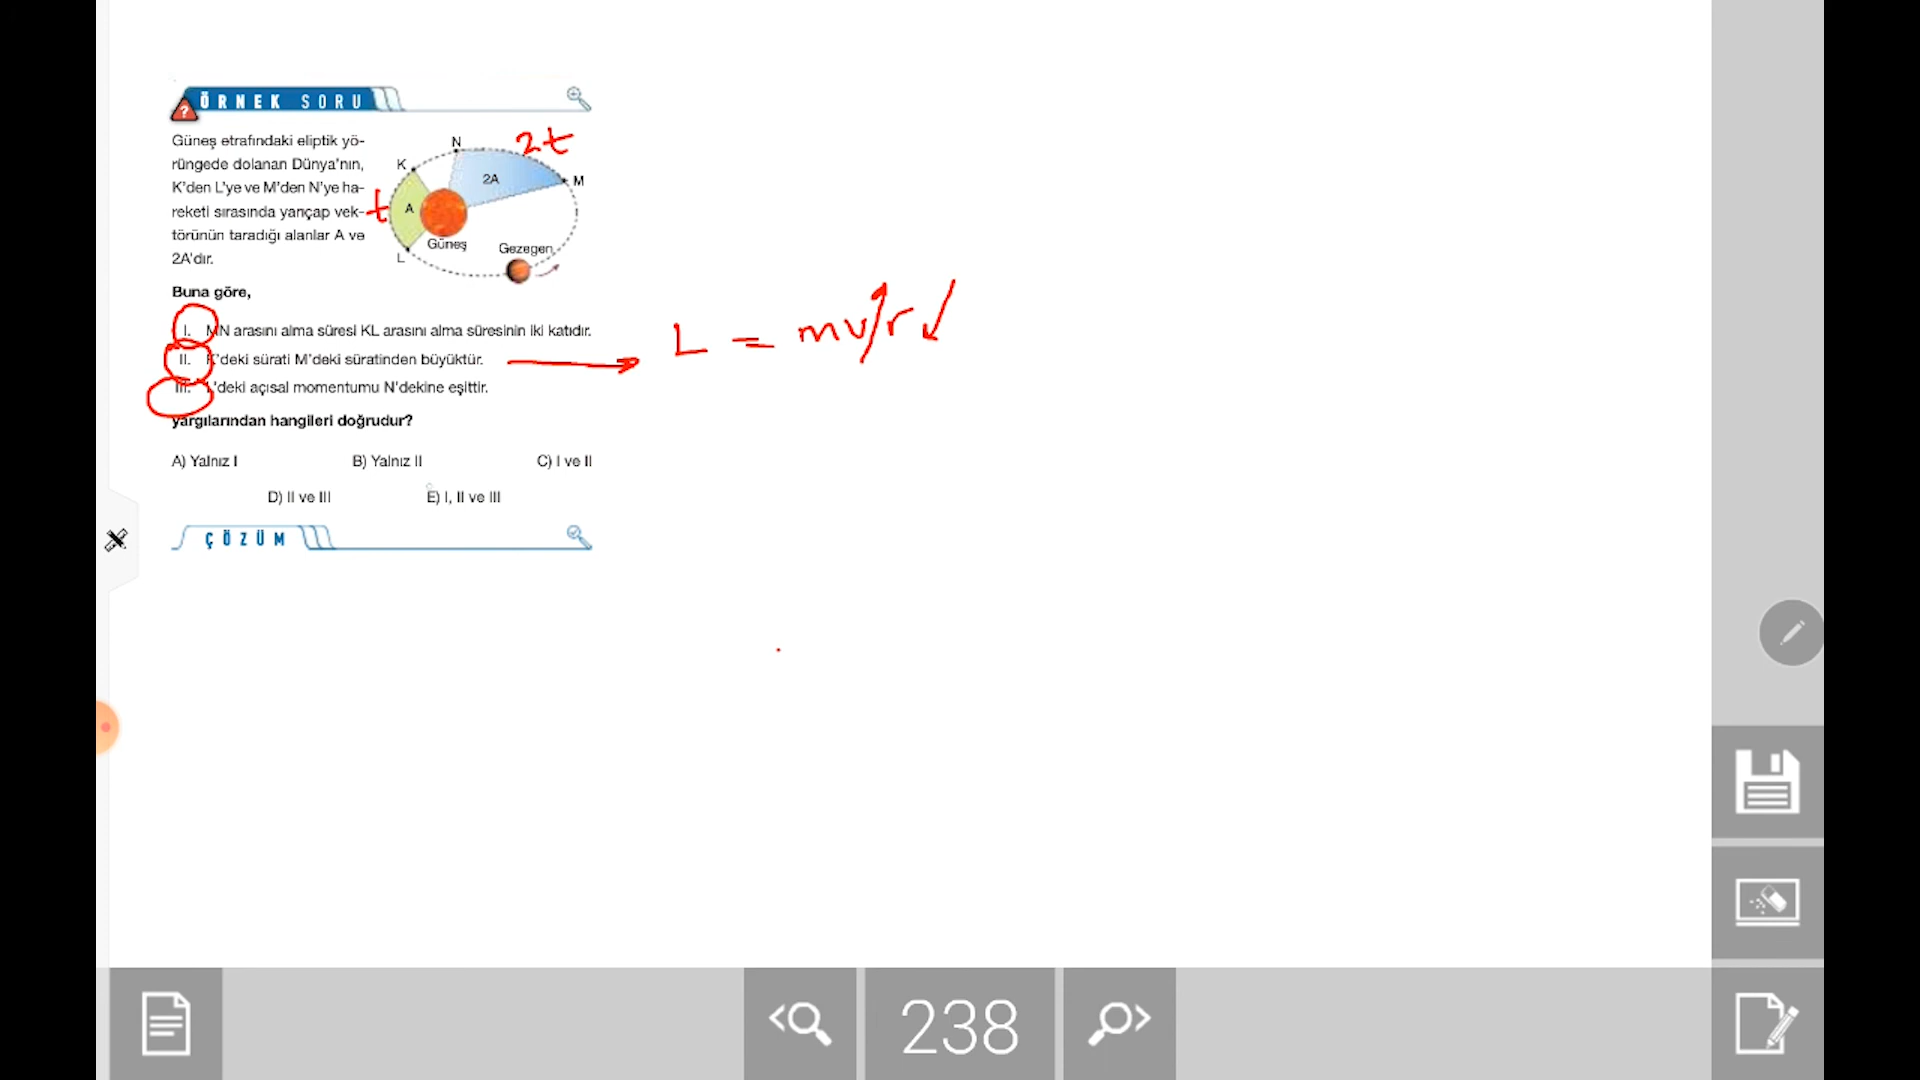 ÖRNEK SORU
Güneş etrafındaki eliptik yö-
rüngede dolanan Dünya'nın,
K'den L'ye ve M'den N'ye ha-
reketi sırasında yarıçap vek-
törünün taradığı alanlar A ve
2A'dır.
N
2t
K
M
2A
t
A
Güneş
L
Gezegen
Buna göre,
I. MN arasını alma süresi KL arasını alma süresinin iki katıdır.
II. K'deki sürati M'deki süratinden büyüktür.
III. L'deki açısal momentumu N'dekine eşittir.
L = mvr
yargılarından hangileri doğrudur?
A) Yalnız I B) Yalnız II C) I ve II
D) II ve III E) I, II ve III
ÇÖZÜM
238